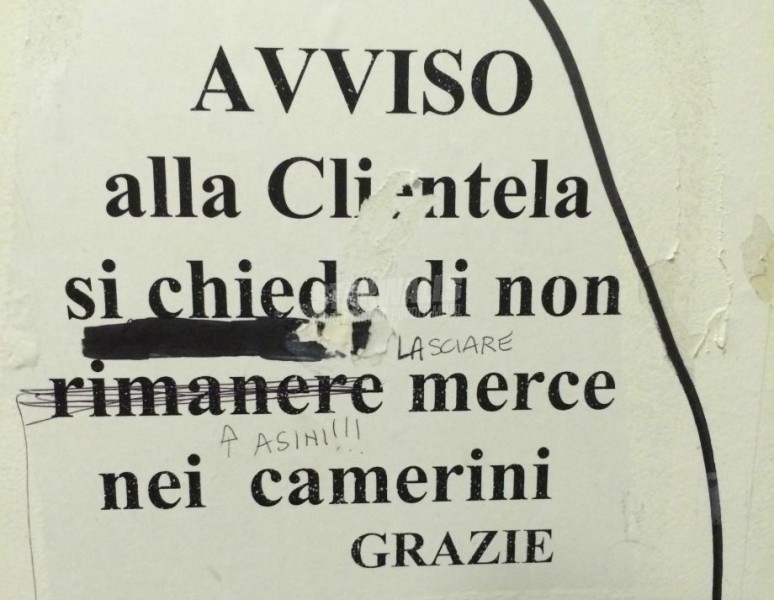 AVVISO
alla Clientela
si chiede di non
LASCIARE
rimanere merce
ASINI!!!
nei camerini
GRAZIE